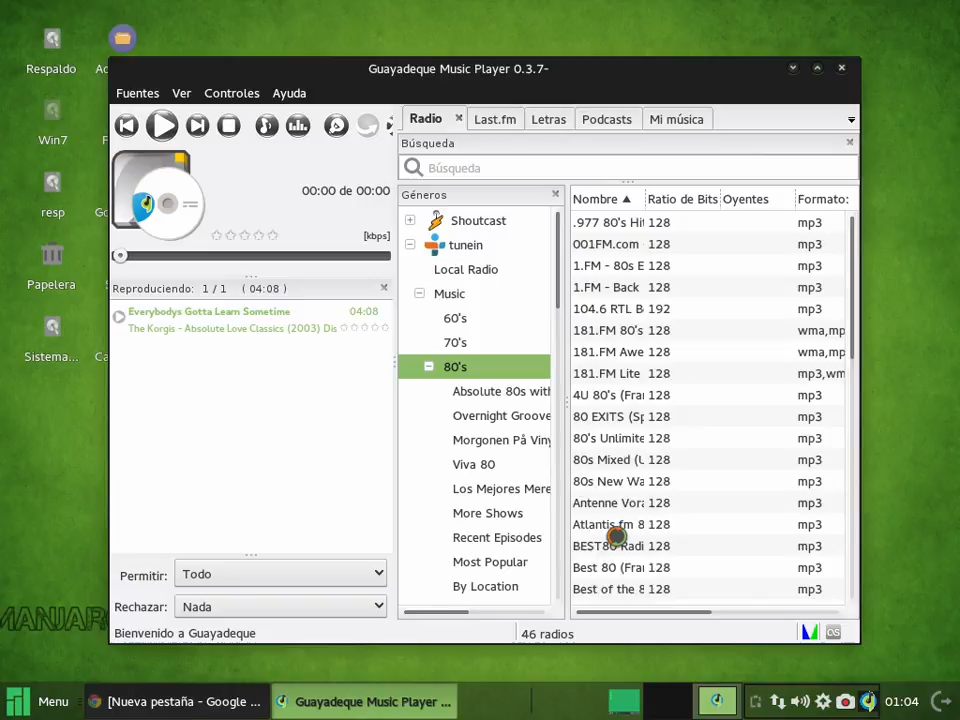 Respaldo
Win7
resp
Papelera
Sistema...
MANJAR
Guayadeque Music Player 0.3.7-
Fuentes Ver Controles Ayuda
00:00 de 00:00
[kbps]
Reproduciendo: 1 / 1 ( 04:08 )
Everybodys Gotta Learn Sometime 04:08
The Korgis - Absolute Love Classics (2003) Dis
Permitir: Todo
Rechazar: Nada
Bienvenido a Guayadeque
Radio Last.fm Letras Podcasts Mi música
Búsqueda
Búsqueda
Géneros
Shoutcast
tunein
Local Radio
Music
60's
70's
80's
Absolute 80s with
Overnight Groove
Morgonen På Viny
Viva 80
Los Mejores Mere
More Shows
Recent Episodes
Most Popular
By Location
Nombre Ratio de Bits Oyentes Formato:
.977 80's Hit 128 mp3
001FM.com 128 mp3
1.FM - 80s E 128 mp3
1.FM - Back 128 mp3
104.6 RTL B 192 mp3
181.FM 80's 128 wma,mp
181.FM Awe 128 wma,mp
181.FM Lite 128 mp3,wm
4U 80's (Fran 128 mp3
80 EXITS (Sp 128 mp3
80's Unlimite 128 mp3
80s Mixed (U 128 mp3
80s New Wa 128 mp3
Antenne Vora 128 mp3
Atlantis.fm 8 128 mp3
BEST80 Radi 128 mp3
Best 80 (Fran 128 mp3
Best of the 8 128 mp3
46 radios
Menu [Nueva pestaña - Google ... Guayadeque Music Player ... 01:04